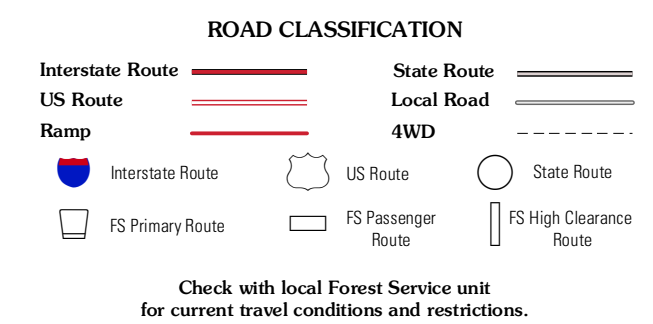 ROAD CLASSIFICATION
Interstate Route
State Route
US Route
Local Road
Ramp
4WD
Interstate Route
US Route
State Route
FS Primary Route
FS Passenger
Route
FS High Clearance
Route
Check with local Forest Service unit
for current travel conditions and restrictions.